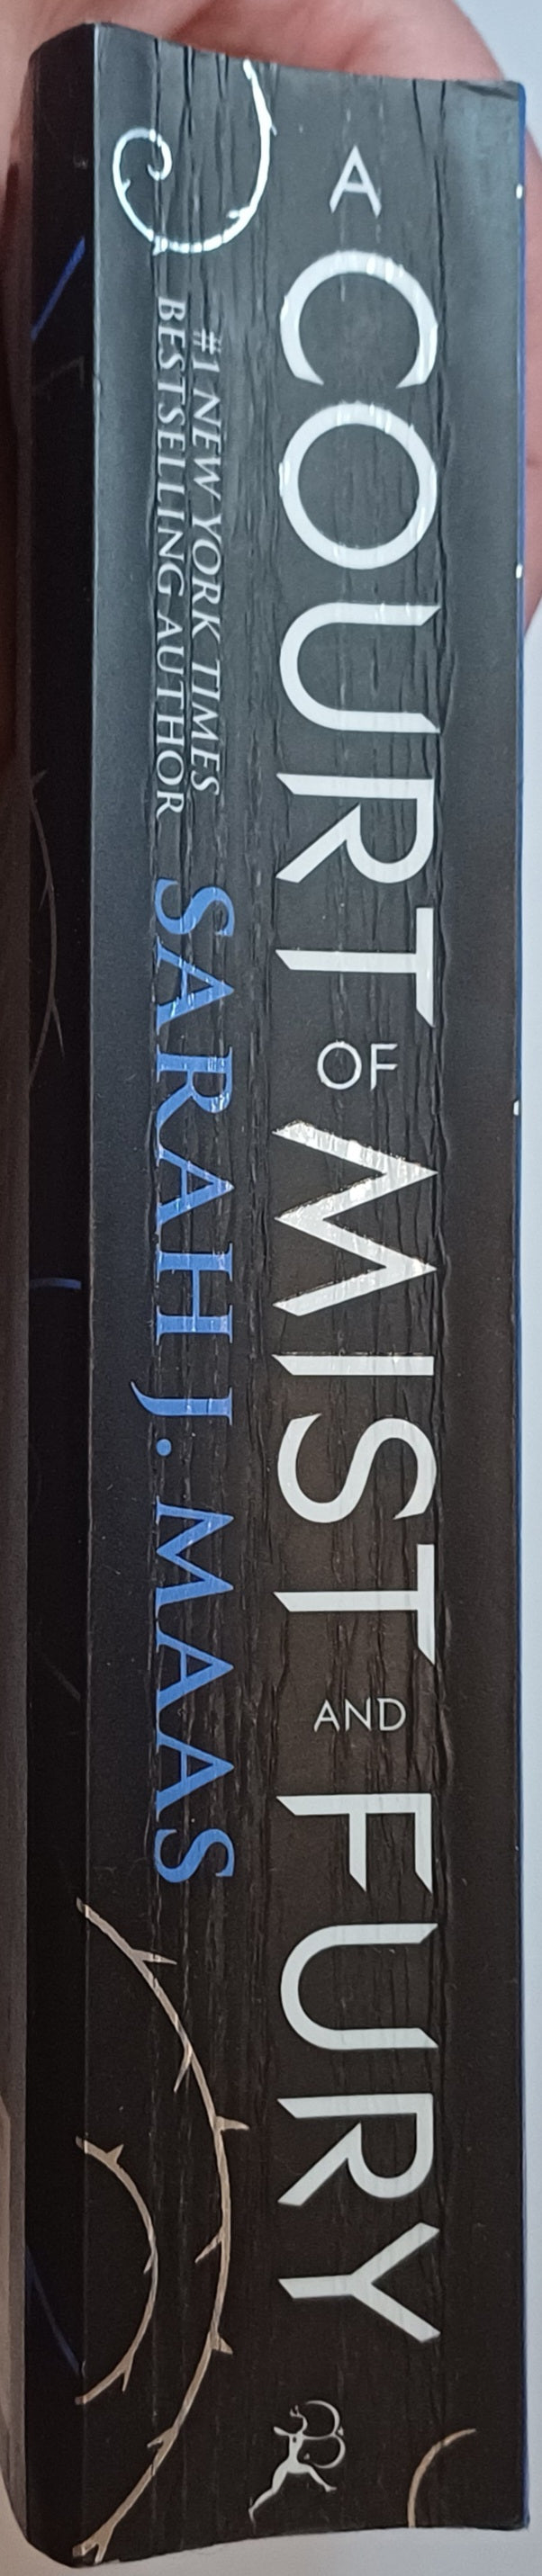 A COURT OF MIST AND FURY
#1 NEW YORK TIMES
BESTSELLING AUTHOR
SARAH J. MAAS